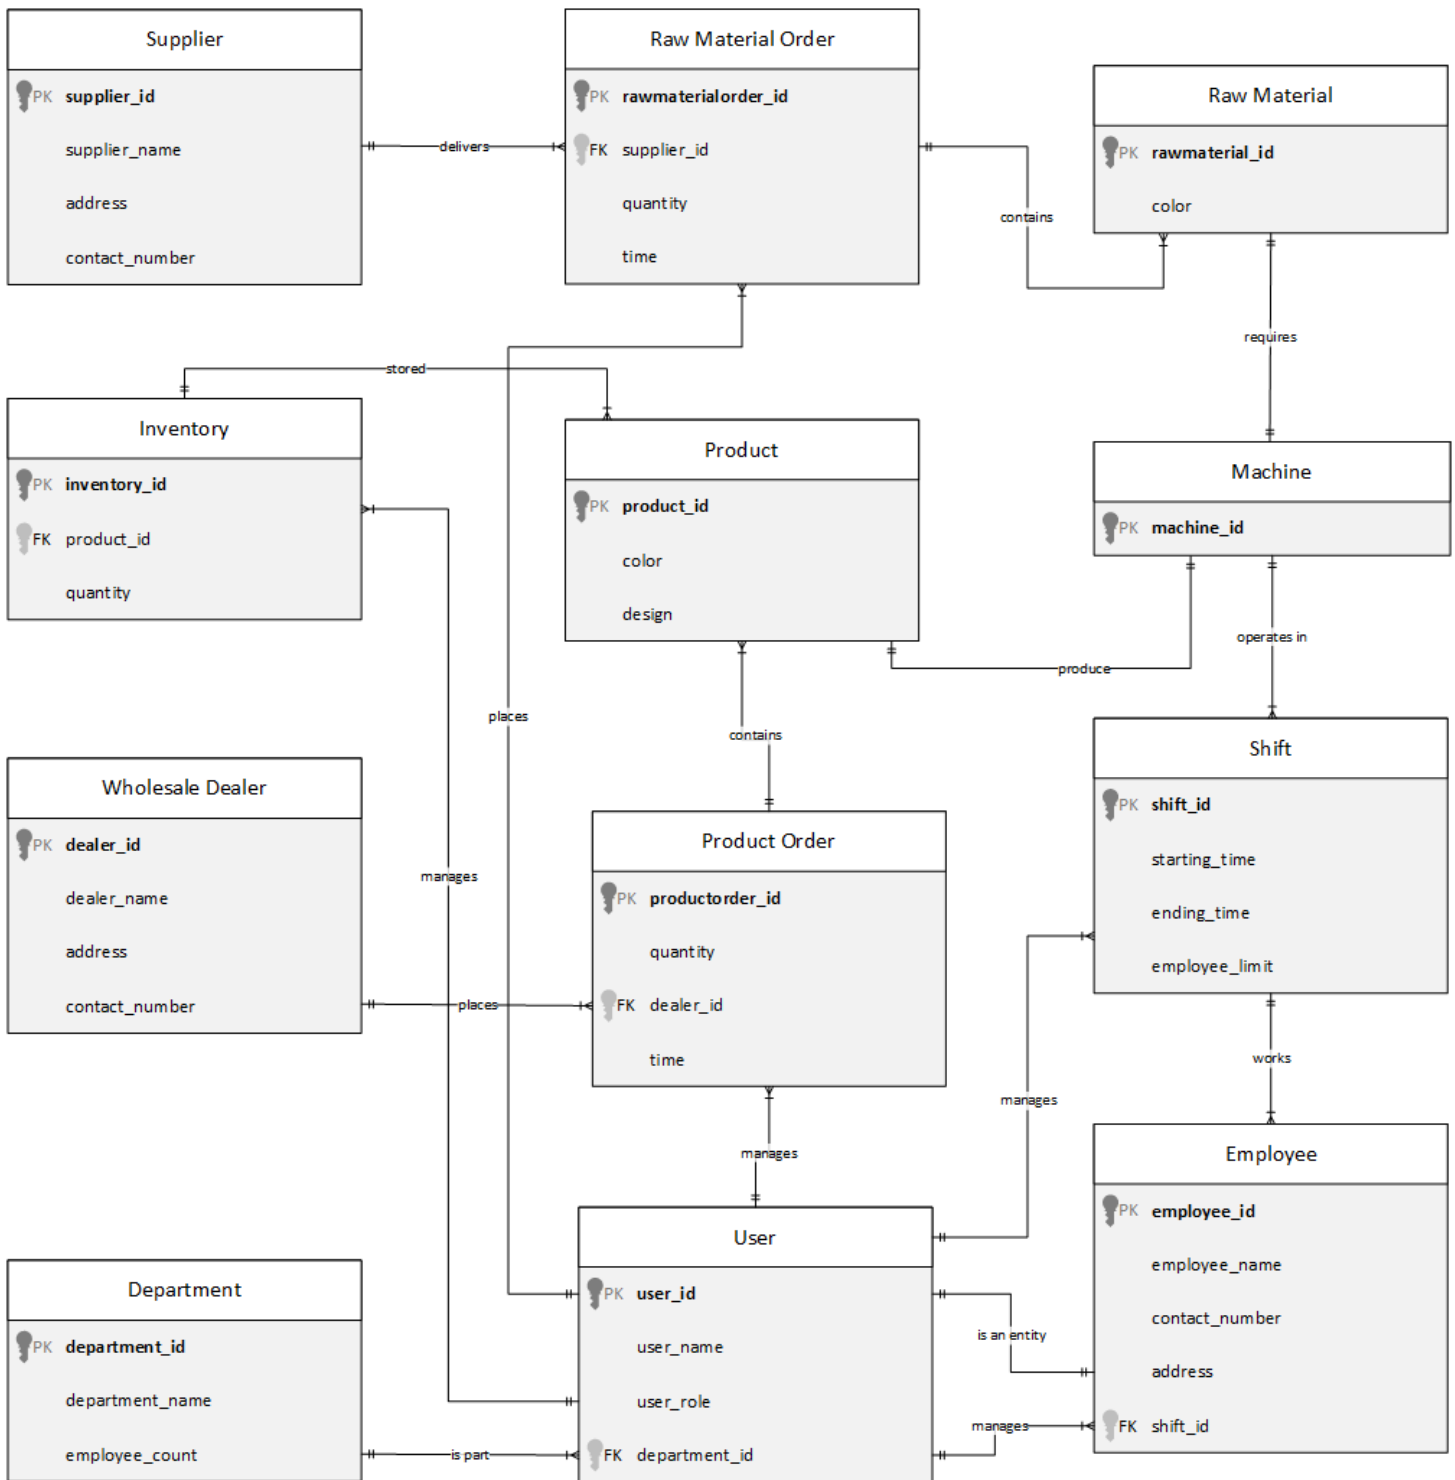 Supplier
PK supplier_id
supplier_name
address
contact_number
delivers
Raw Material Order
PK rawmaterialorder_id
FK supplier_id
quantity
time
contains
Raw Material
PK rawmaterial_id
color
requires
stored
Inventory
PK inventory_id
FK product_id
quantity
Product
PK product_id
color
design
Machine
PK machine_id
produce
operates in
places
contains
manages
Wholesale Dealer
PK dealer_id
dealer_name
address
contact_number
places
Product Order
PK productorder_id
quantity
FK dealer_id
time
Shift
PK shift_id
starting_time
ending_time
employee_limit
works
manages
manages
Employee
PK employee_id
employee_name
contact_number
address
FK shift_id
Department
PK department_id
department_name
employee_count
is part
User
PK user_id
user_name
user_role
FK department_id
is an entity
manages